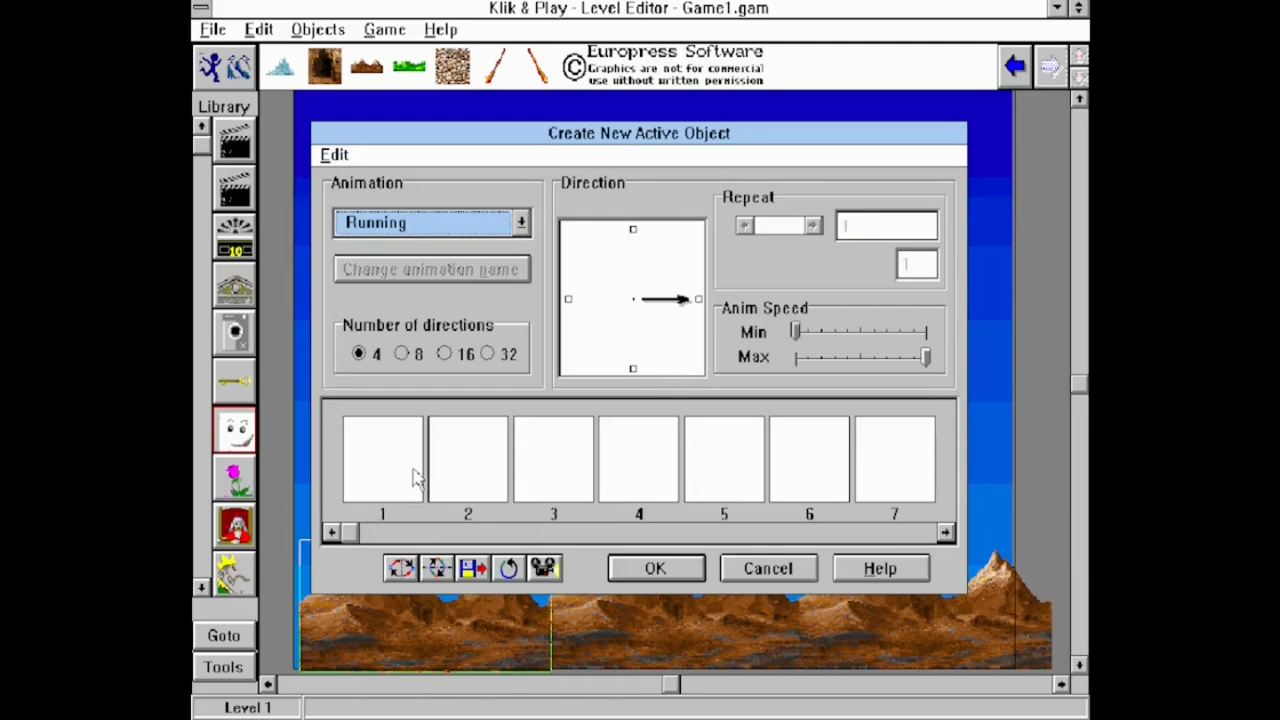 Klik & Play - Level Editor - Game1.gam
File Edit Objects Game Help
Europress Software
© Graphics are not for commercial
use without written permission
Library
10
Create New Active Object
Edit
Animation
Running
Change animation name
Number of directions
4 8 16 32
Direction
Repeat
1
1
Anim Speed
Min
Max
1 2 3 4 5 6 7
OK Cancel Help
Goto
Tools
Level 1